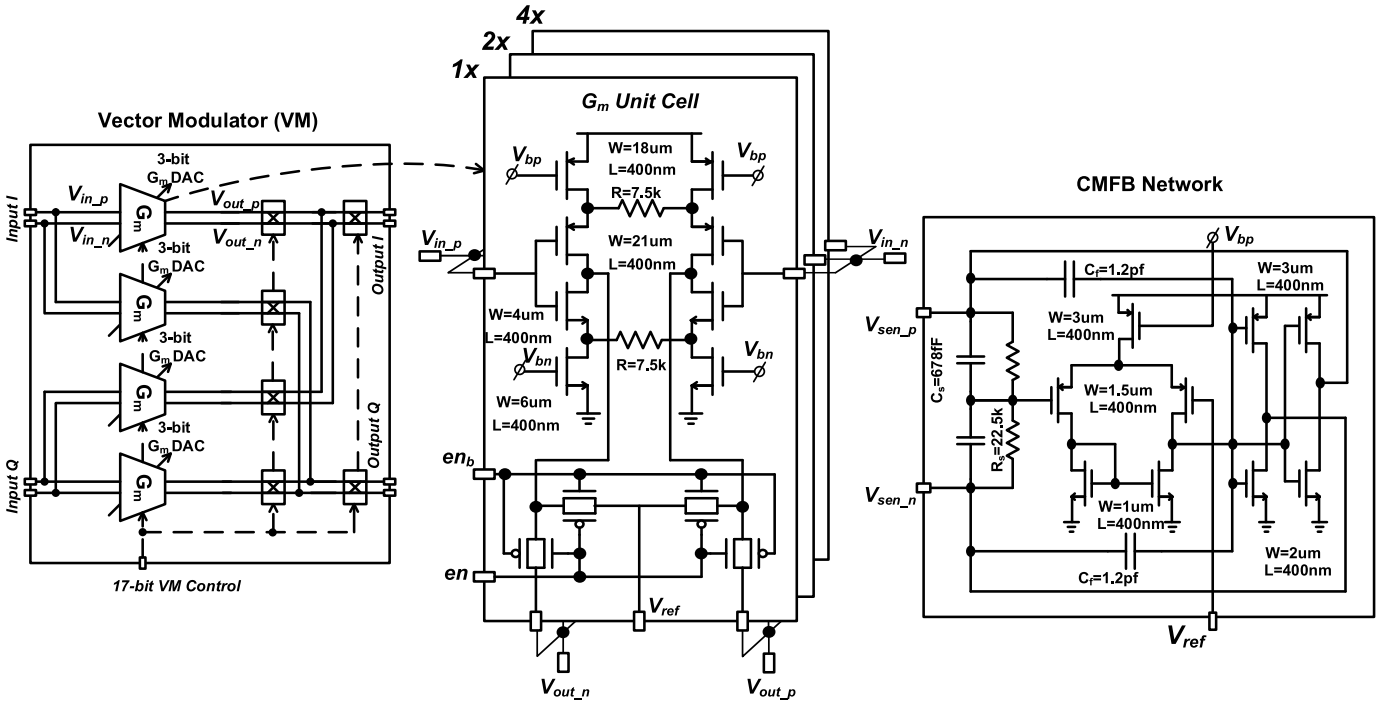 Vector Modulator (VM)
3-bit
GmDAC
Vin_p
Vout_p
Gm
Vin_n
Vout_n
Input I
Output I
3-bit
GmDAC
Gm
3-bit
GmDAC
Gm
3-bit
GmDAC
Gm
Input Q
Output Q
17-bit VM Control
4x
2x
1x
Gm Unit Cell
Vbp
W=18um
L=400nm
Vbp
R=7.5k
Vin_p
W=21um
L=400nm
Vin_n
W=4um
L=400nm
R=7.5k
Vbn
Vbn
W=6um
L=400nm
enb
en
Vref
Vout_n
Vout_p
CMFB Network
Vbp
Cf=1.2pf
W=3um
L=400nm
W=3um
L=400nm
Vsen_p
Cs=678fF
W=1.5um
L=400nm
Rs=22.5k
Vsen_n
W=1um
L=400nm
W=2um
L=400nm
Cf=1.2pf
Vref